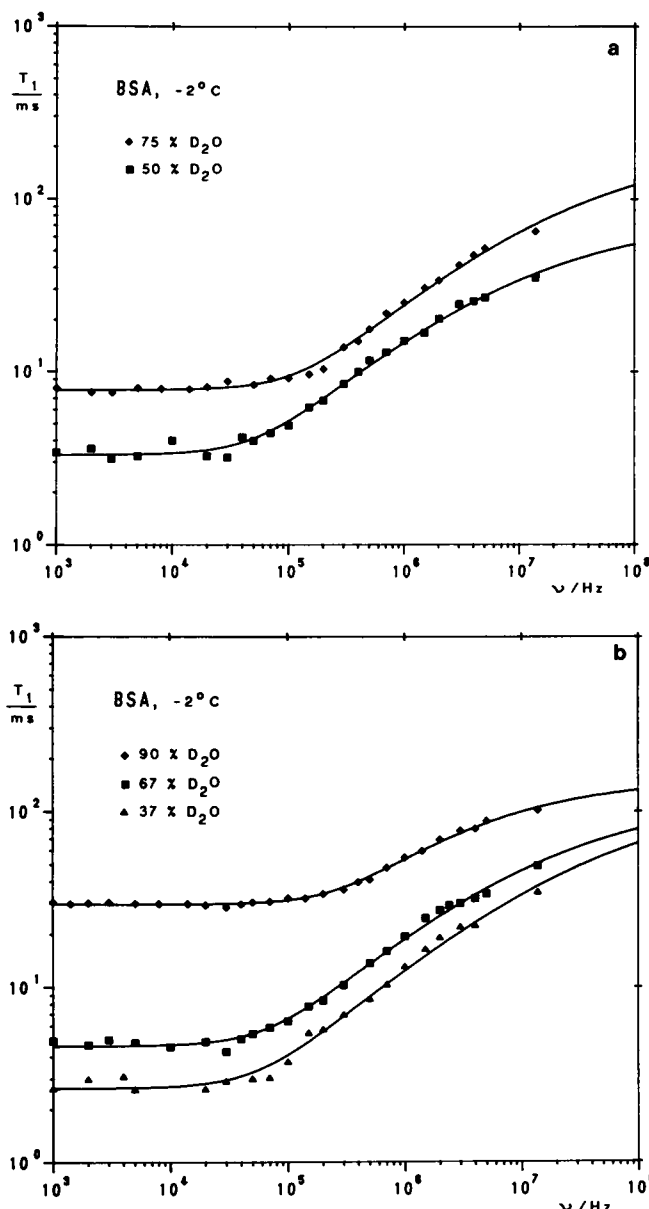 a
10³
T₁
ms
BSA, -2°C
◆ 75 % D₂O
■ 50 % D₂O
10²
10¹
10⁰
10³ 10⁴ 10⁵ 10⁶ 10⁷ 10⁸
ν/Hz
b
10³
T₁
ms
BSA, -2°C
◆ 90 % D₂O
■ 67 % D₂O
▲ 37 % D₂O
10²
10¹
10⁰
10³ 10⁴ 10⁵ 10⁶ 10⁷
ν/Hz